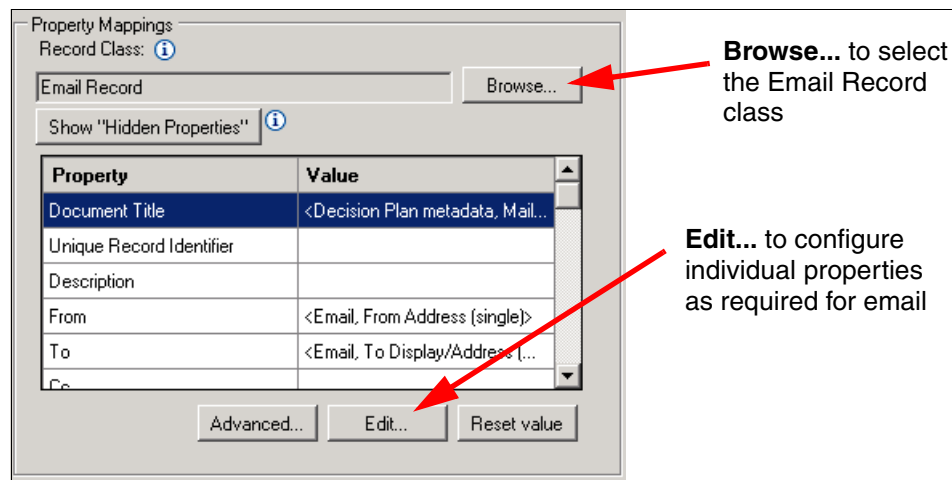 Property Mappings
Record Class:
Email Record
Browse...
Show "Hidden Properties"
Property Value
Document Title <Decision Plan metadata, Mail...
Unique Record Identifier
Description
From <Email, From Address (single)>
To <Email, To Display/Address (...
Cc
Advanced... Edit... Reset value
Browse... to select
the Email Record
class
Edit... to configure
individual properties
as required for email